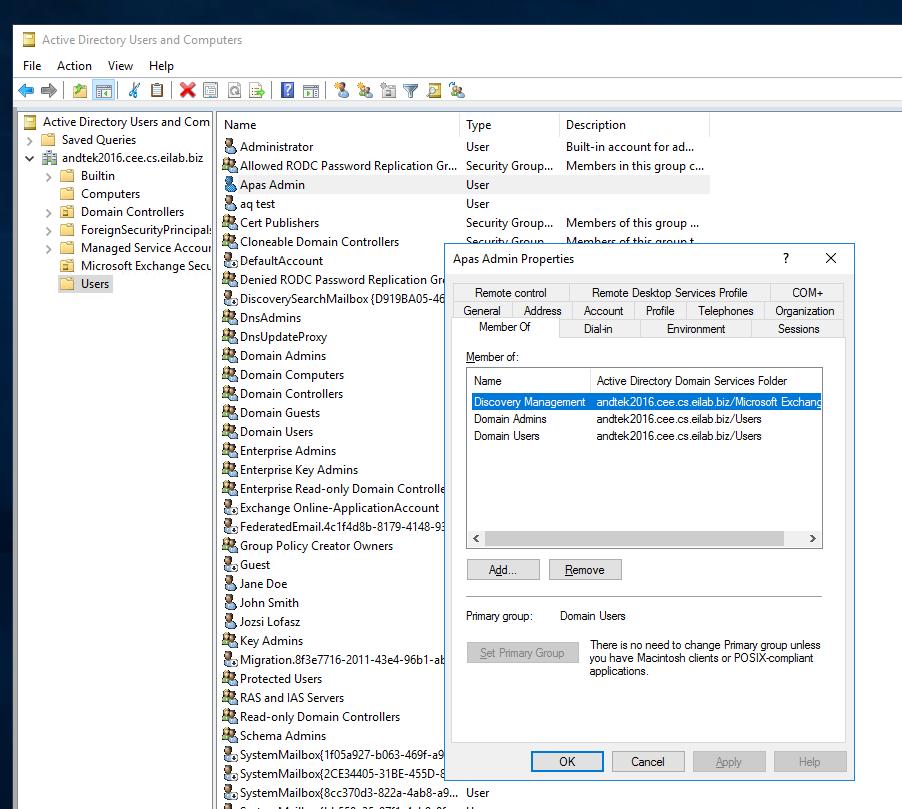 Active Directory Users and Computers
File Action View Help
Active Directory Users and Com
Saved Queries
andtek2016.cee.cs.eilab.biz
Builtin
Computers
Domain Controllers
ForeignSecurityPrincipals
Managed Service Accour
Microsoft Exchange Secu
Users
Name Type Description
Administrator User Built-in account for ad...
Allowed RODC Password Replication Gr... Security Group... Members in this group c...
Apas Admin User
aq test User
Cert Publishers Security Group... Members of this group ...
Cloneable Domain Controllers Security Group... Members of this group t
DefaultAccount
Denied RODC Password Replication Gr
DiscoverySearchMailbox {D919BA05-46
DnsAdmins
DnsUpdateProxy
Domain Admins
Domain Computers
Domain Controllers
Domain Guests
Domain Users
Enterprise Admins
Enterprise Key Admins
Enterprise Read-only Domain Controlle
Exchange Online-ApplicationAccount
FederatedEmail.4c1f4d8b-8179-4148-93
Group Policy Creator Owners
Guest
Jane Doe
John Smith
Jozsi Lofasz
Key Admins
Migration.8f3e7716-2011-43e4-96b1-ab
Protected Users
RAS and IAS Servers
Read-only Domain Controllers
Schema Admins
SystemMailbox{1f05a927-b063-469f-a9
SystemMailbox{2CE34405-31BE-455D-8
SystemMailbox{8cc370d3-822a-4ab8-a9... User
Apas Admin Properties ?
Remote control Remote Desktop Services Profile COM+
General Address Account Profile Telephones Organization
Member Of Dial-in Environment Sessions
Member of:
Name Active Directory Domain Services Folder
Discovery Management andtek2016.cee.cs.eilab.biz/Microsoft Exchang
Domain Admins andtek2016.cee.cs.eilab.biz/Users
Domain Users andtek2016.cee.cs.eilab.biz/Users
Add... Remove
Primary group: Domain Users
Set Primary Group
There is no need to change Primary group unless
you have Macintosh clients or POSIX-compliant
applications.
OK Cancel Apply Help